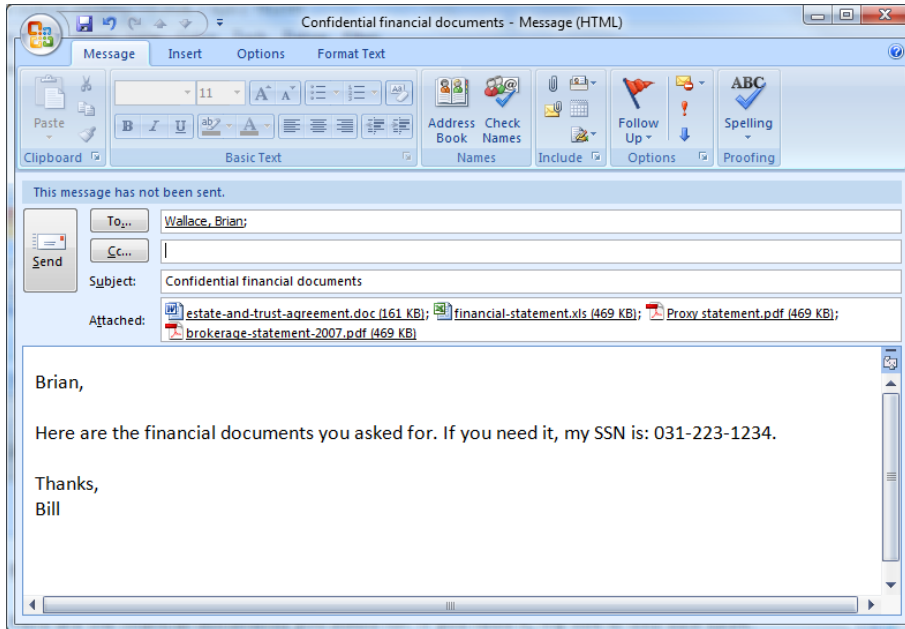 Confidential financial documents - Message (HTML)
Message Insert Options Format Text
Paste
Clipboard
11
B I U ab A
Basic Text
Address Book
Check Names
Names
Include
Follow Up
Options
ABC
Spelling
Proofing
This message has not been sent.
Send
To... Wallace, Brian;
Cc...
Subject: Confidential financial documents
Attached: estate-and-trust-agreement.doc (161 KB); financial-statement.xls (469 KB); Proxy statement.pdf (469 KB);
brokerage-statement-2007.pdf (469 KB)
Brian,
Here are the financial documents you asked for. If you need it, my SSN is: 031-223-1234.
Thanks,
Bill